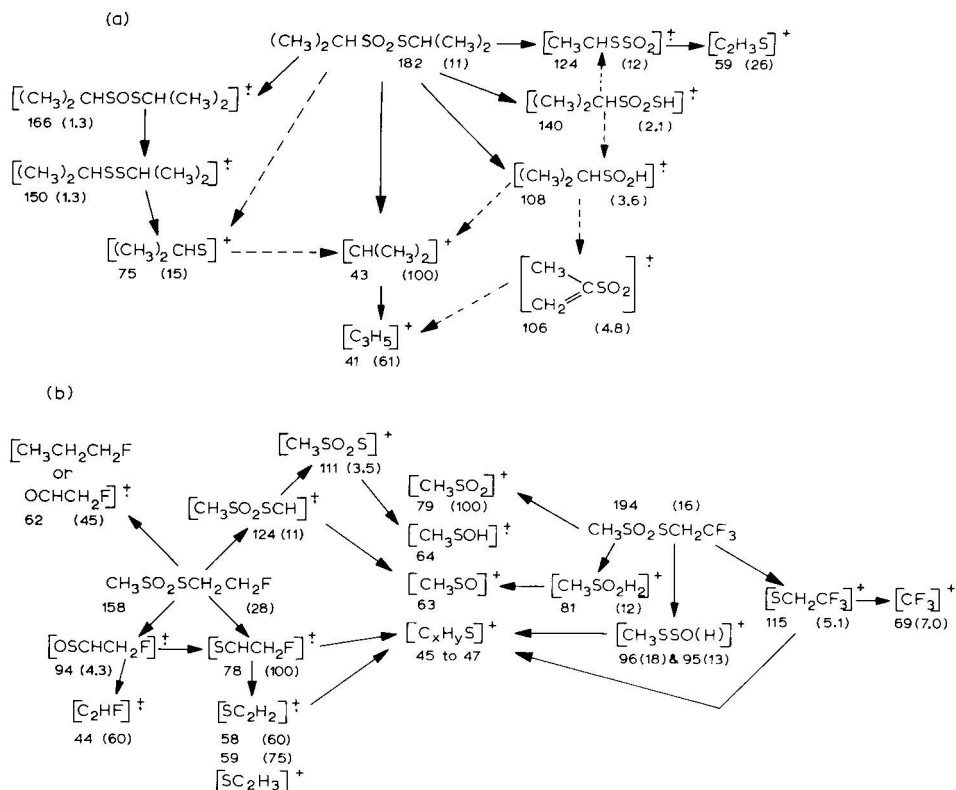 (a)
(CH3)2CHSO2SCH(CH3)2
182 (11)
[CH3CHSSO2]+.
124 (12)
[C2H3S]+
59 (26)
[(CH3)2CHSOSCH(CH3)2]+.
166 (1.3)
[(CH3)2CHSO2SH]+.
140 (2.1)
[(CH3)2CHSSCH(CH3)2]+.
150 (1.3)
[(CH3)2CHSO2H]+.
108 (3.6)
[(CH3)2CHS]+
75 (15)
[CH(CH3)2]+
43 (100)
[CH3 CH2=CSO2]+.
106 (4.8)
[C3H5]+
41 (61)
(b)
[CH3CH2CH2F
or
OCHCH2F]+.
62 (45)
[CH3SO2S]+
111 (3.5)
[CH3SO2]+
79 (100)
194 (16)
CH3SO2SCH2CF3
[CH3SO2SCH]+.
124 (11)
[CH3SOH]+.
64
CH3SO2SCH2CH2F
158 (28)
[CH3SO]+
63
[CH3SO2H2]+
81 (12)
[SCH2CF3]+
115 (5.1)
[CF3]+
69 (7.0)
[OSCHCH2F]+.
94 (4.3)
[SCHCH2F]+.
78 (100)
[CxHyS]+
45 to 47
[CH3SSO(H)]+.
96 (18) & 95 (13)
[C2HF]+.
44 (60)
[SC2H2]+.
58 (60)
59 (75)
[SC2H3]+